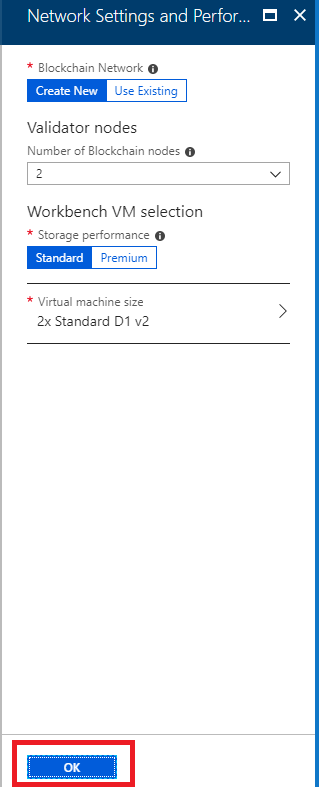 Network Settings and Perfor...
* Blockchain Network
Create New Use Existing
Validator nodes
Number of Blockchain nodes
2
Workbench VM selection
* Storage performance
Standard Premium
* Virtual machine size
2x Standard D1 v2
OK